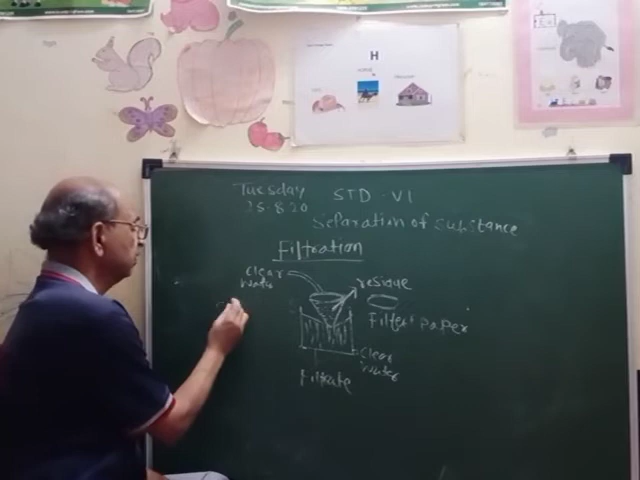 H
Tuesday STD-VI
25.8.20
Separation of substance
Filtration
Clear
Water
residue
Filter paper
Clear
Water
Filtrate